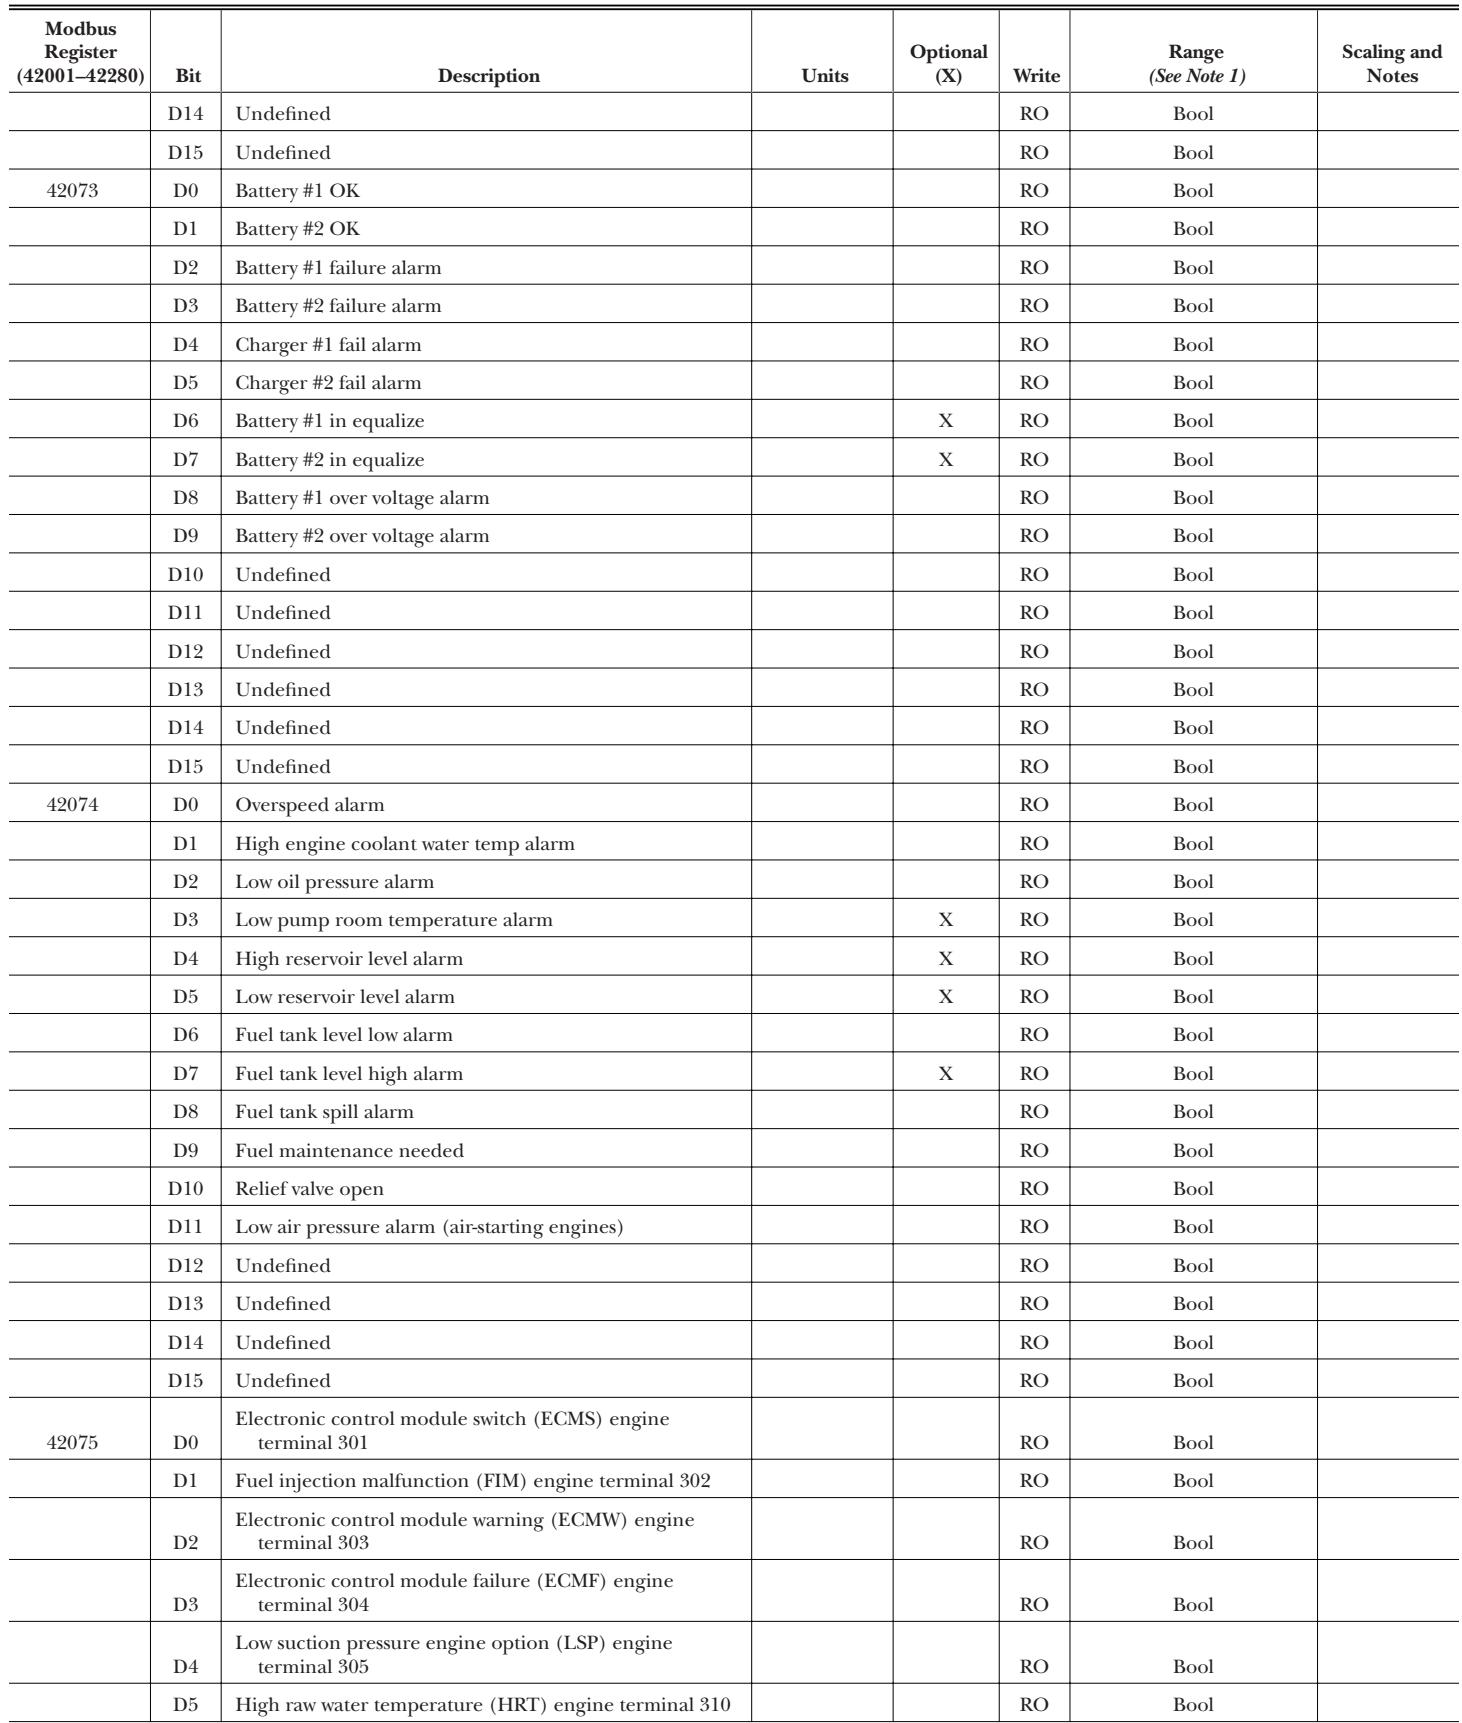 Modbus Register (42001–42280) Bit Description Units Optional (X) Write Range (See Note 1) Scaling and Notes
D14 Undefined RO Bool
D15 Undefined RO Bool
42073 D0 Battery #1 OK RO Bool
D1 Battery #2 OK RO Bool
D2 Battery #1 failure alarm RO Bool
D3 Battery #2 failure alarm RO Bool
D4 Charger #1 fail alarm RO Bool
D5 Charger #2 fail alarm RO Bool
D6 Battery #1 in equalize X RO Bool
D7 Battery #2 in equalize X RO Bool
D8 Battery #1 over voltage alarm RO Bool
D9 Battery #2 over voltage alarm RO Bool
D10 Undefined RO Bool
D11 Undefined RO Bool
D12 Undefined RO Bool
D13 Undefined RO Bool
D14 Undefined RO Bool
D15 Undefined RO Bool
42074 D0 Overspeed alarm RO Bool
D1 High engine coolant water temp alarm RO Bool
D2 Low oil pressure alarm RO Bool
D3 Low pump room temperature alarm X RO Bool
D4 High reservoir level alarm X RO Bool
D5 Low reservoir level alarm X RO Bool
D6 Fuel tank level low alarm RO Bool
D7 Fuel tank level high alarm X RO Bool
D8 Fuel tank spill alarm RO Bool
D9 Fuel maintenance needed RO Bool
D10 Relief valve open RO Bool
D11 Low air pressure alarm (air-starting engines) RO Bool
D12 Undefined RO Bool
D13 Undefined RO Bool
D14 Undefined RO Bool
D15 Undefined RO Bool
Electronic control module switch (ECMS) engine
42075 D0 terminal 301 RO Bool
D1 Fuel injection malfunction (FIM) engine terminal 302 RO Bool
Electronic control module warning (ECMW) engine
D2 terminal 303 RO Bool
Electronic control module failure (ECMF) engine
D3 terminal 304 RO Bool
Low suction pressure engine option (LSP) engine
D4 terminal 305 RO Bool
D5 High raw water temperature (HRT) engine terminal 310 RO Bool